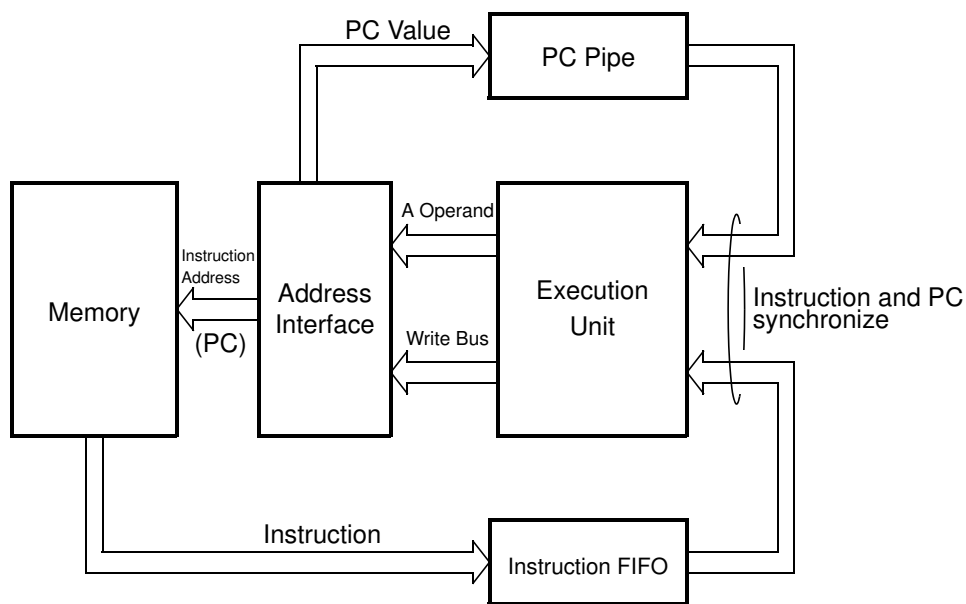 PC Value
PC Pipe
A Operand
Instruction
Address
(PC)
Memory
Address
Interface
Write Bus
Execution
Unit
Instruction and PC
synchronize
Instruction
Instruction FIFO